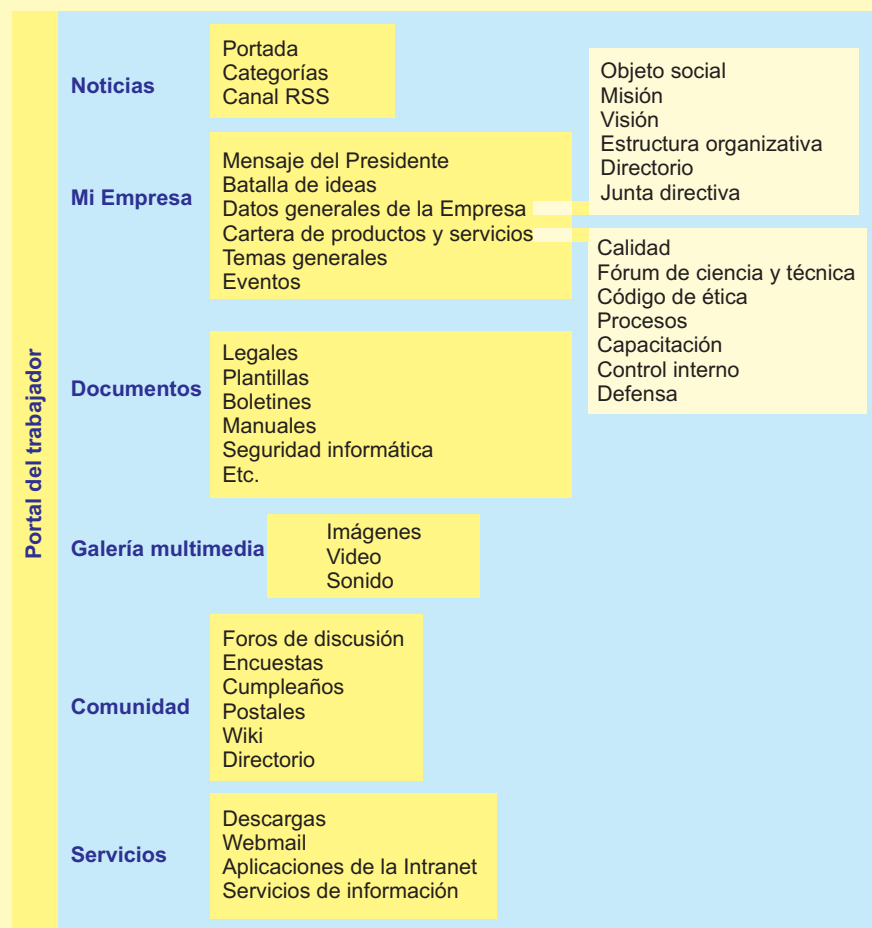 Portal del trabajador
Noticias
Portada
Categorías
Canal RSS
Mi Empresa
Mensaje del Presidente
Batalla de ideas
Datos generales de la Empresa
Cartera de productos y servicios
Temas generales
Eventos
Objeto social
Misión
Visión
Estructura organizativa
Directorio
Junta directiva
Calidad
Fórum de ciencia y técnica
Código de ética
Procesos
Capacitación
Control interno
Defensa
Documentos
Legales
Plantillas
Boletines
Manuales
Seguridad informática
Etc.
Galería multimedia
Imágenes
Video
Sonido
Comunidad
Foros de discusión
Encuestas
Cumpleaños
Postales
Wiki
Directorio
Servicios
Descargas
Webmail
Aplicaciones de la Intranet
Servicios de información